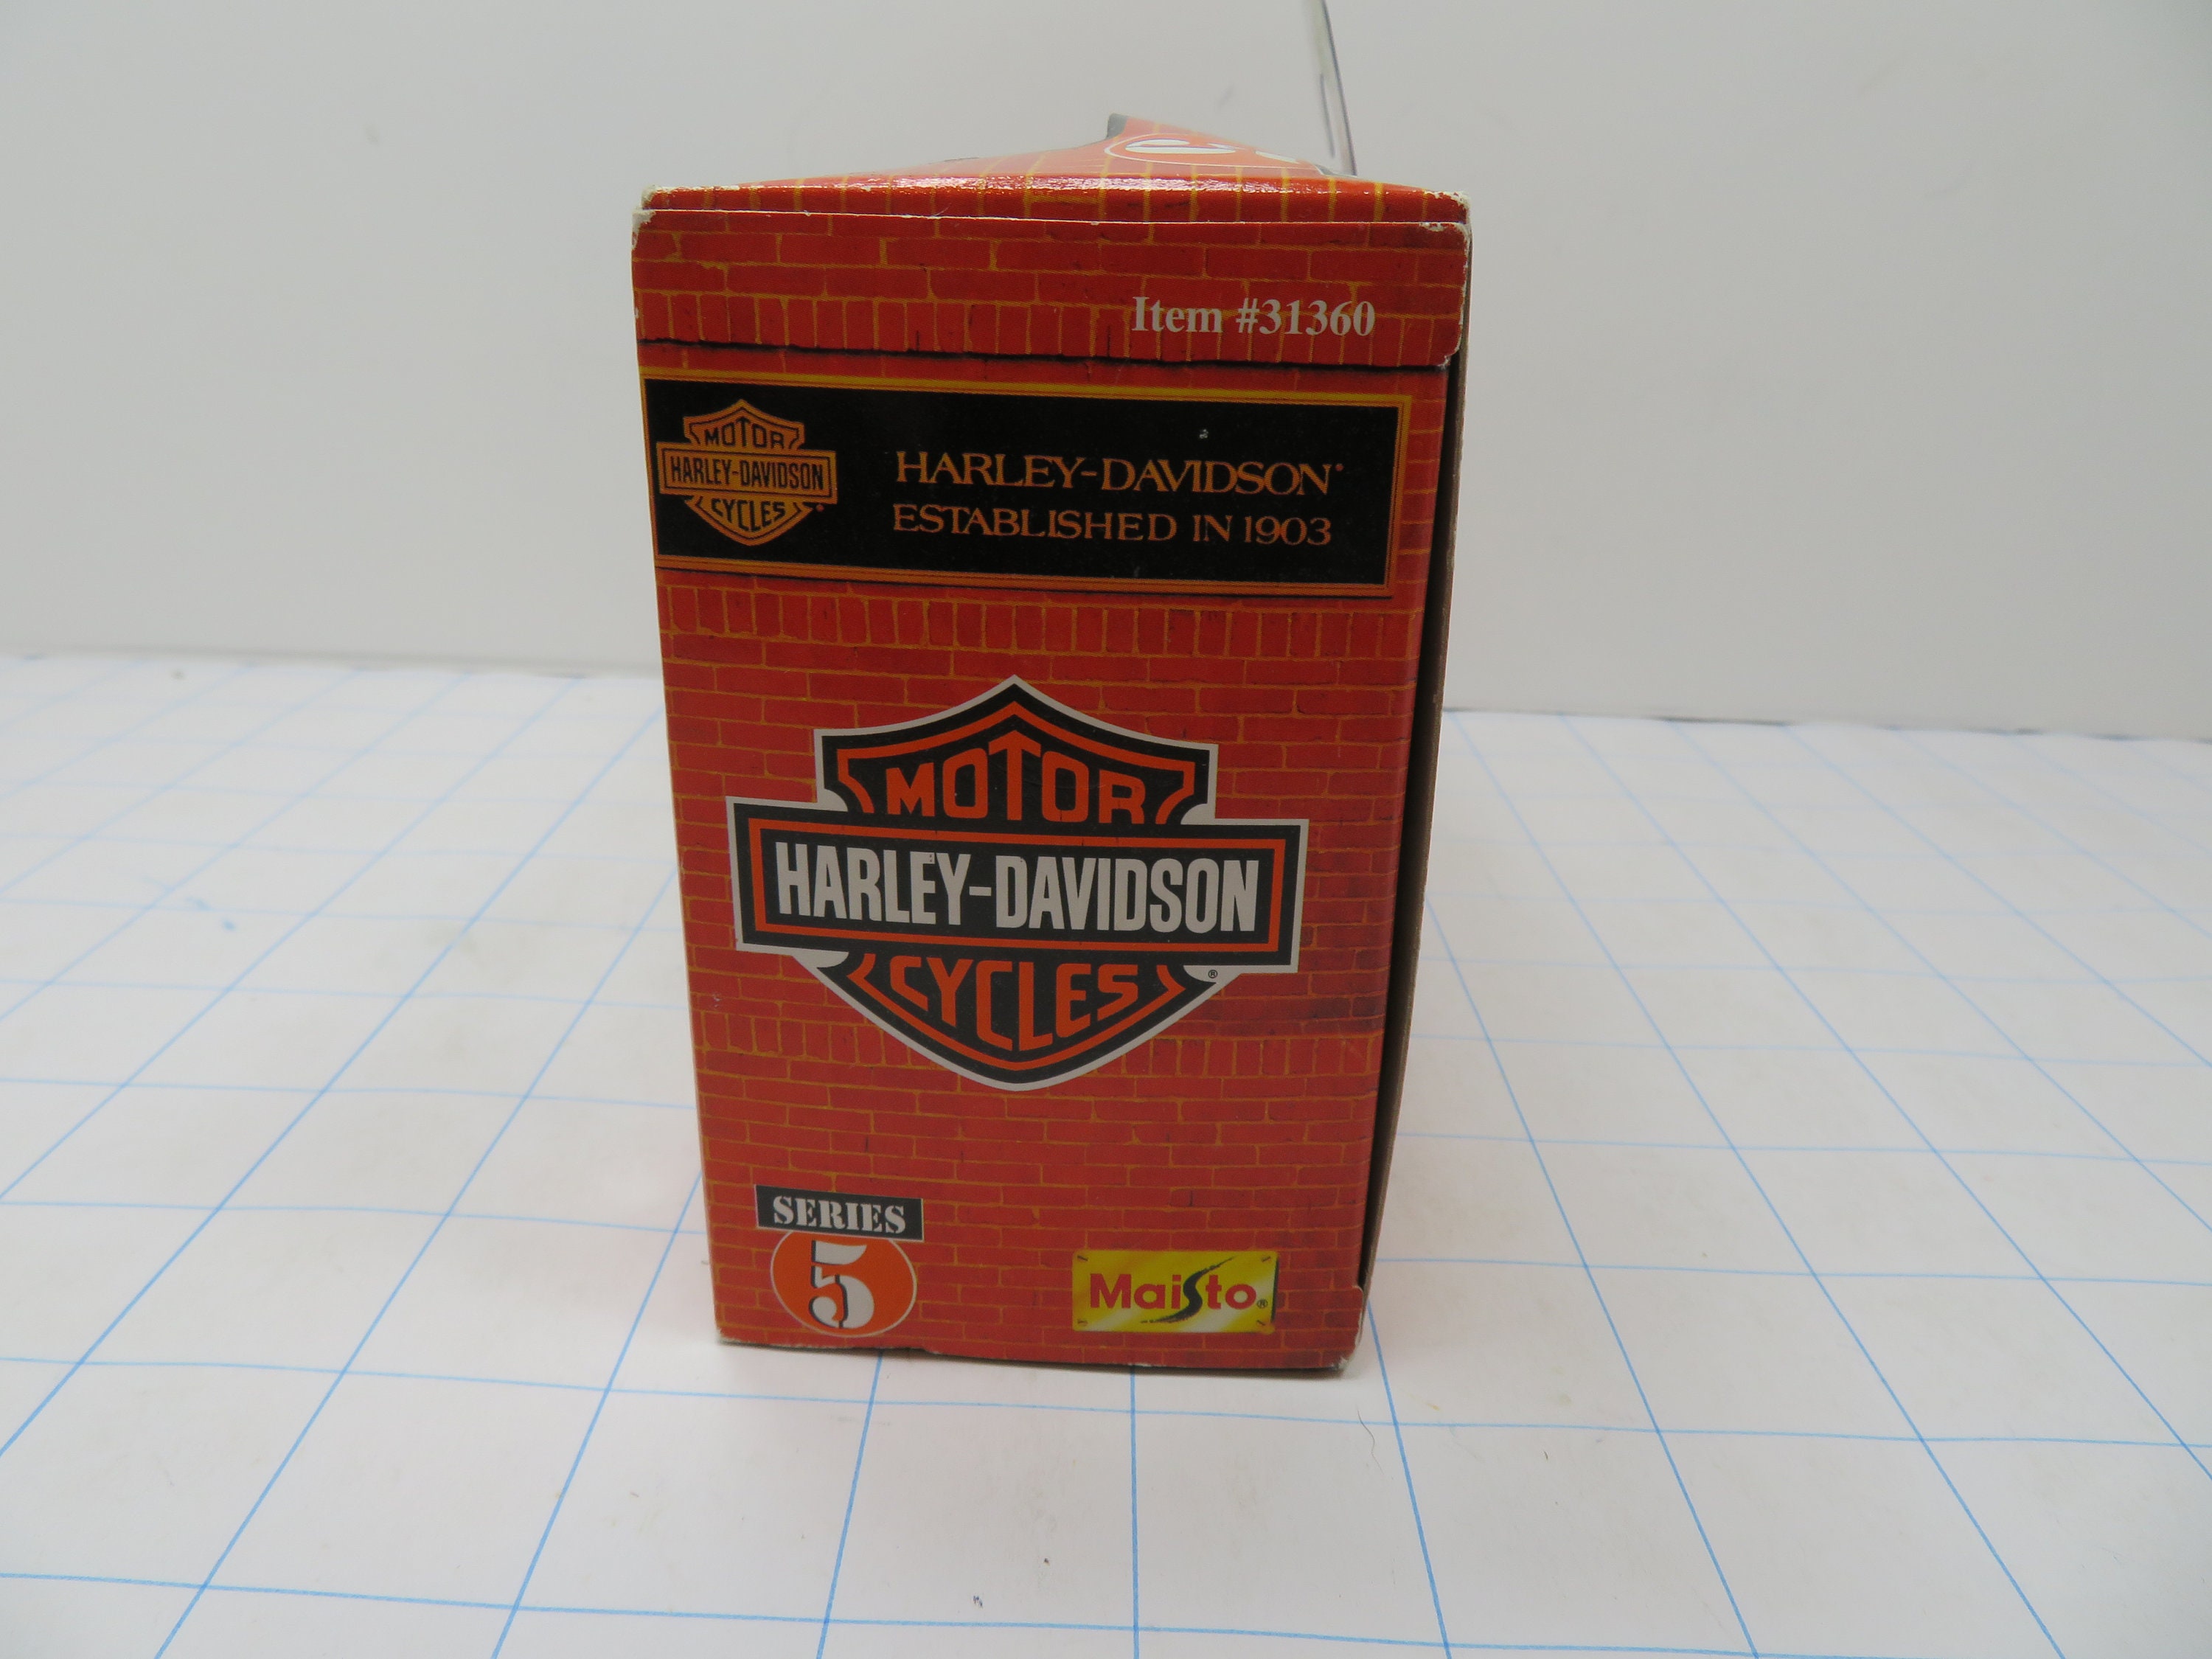 Item #31360
MOTOR
HARLEY-DAVIDSON
CYCLES
HARLEY-DAVIDSON
ESTABLISHED IN 1903
MOTOR
HARLEY-DAVIDSON
CYCLES ®
SERIES
5
Maisto ®